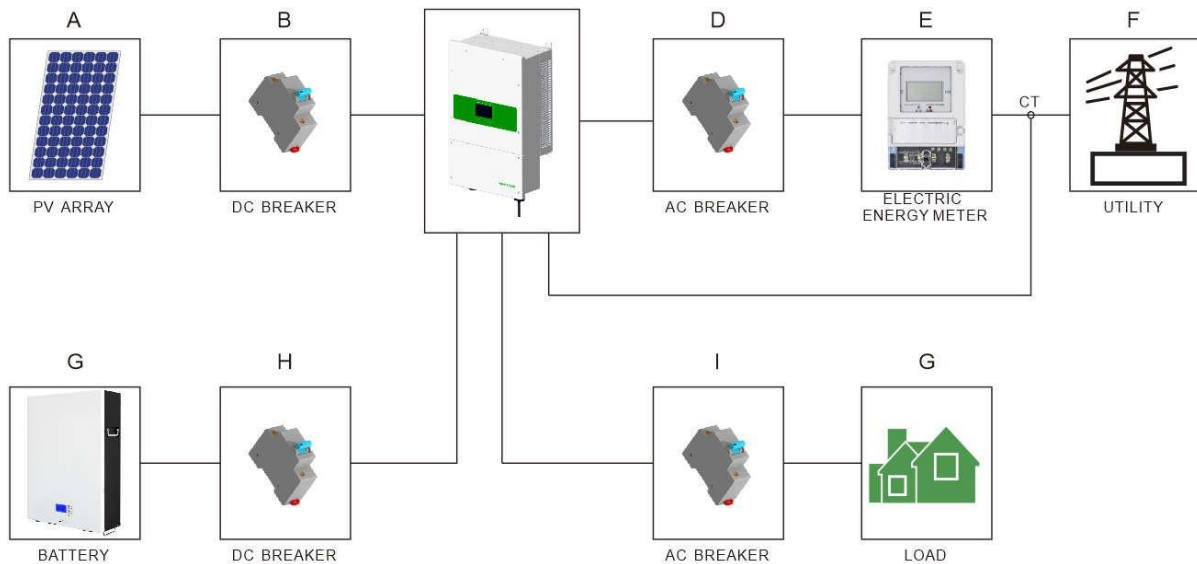 A
B
D
E
F
CT
PV ARRAY
DC BREAKER
AC BREAKER
ELECTRIC
ENERGY METER
UTILITY
G
H
I
G
BATTERY
DC BREAKER
AC BREAKER
LOAD